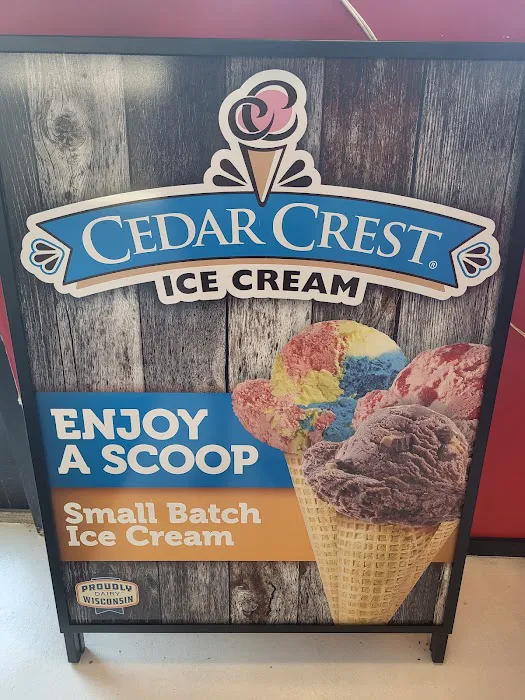 CEDAR CREST®
ICE CREAM
ENJOY
A SCOOP
Small Batch
Ice Cream
PROUDLY
DAIRY
WISCONSIN